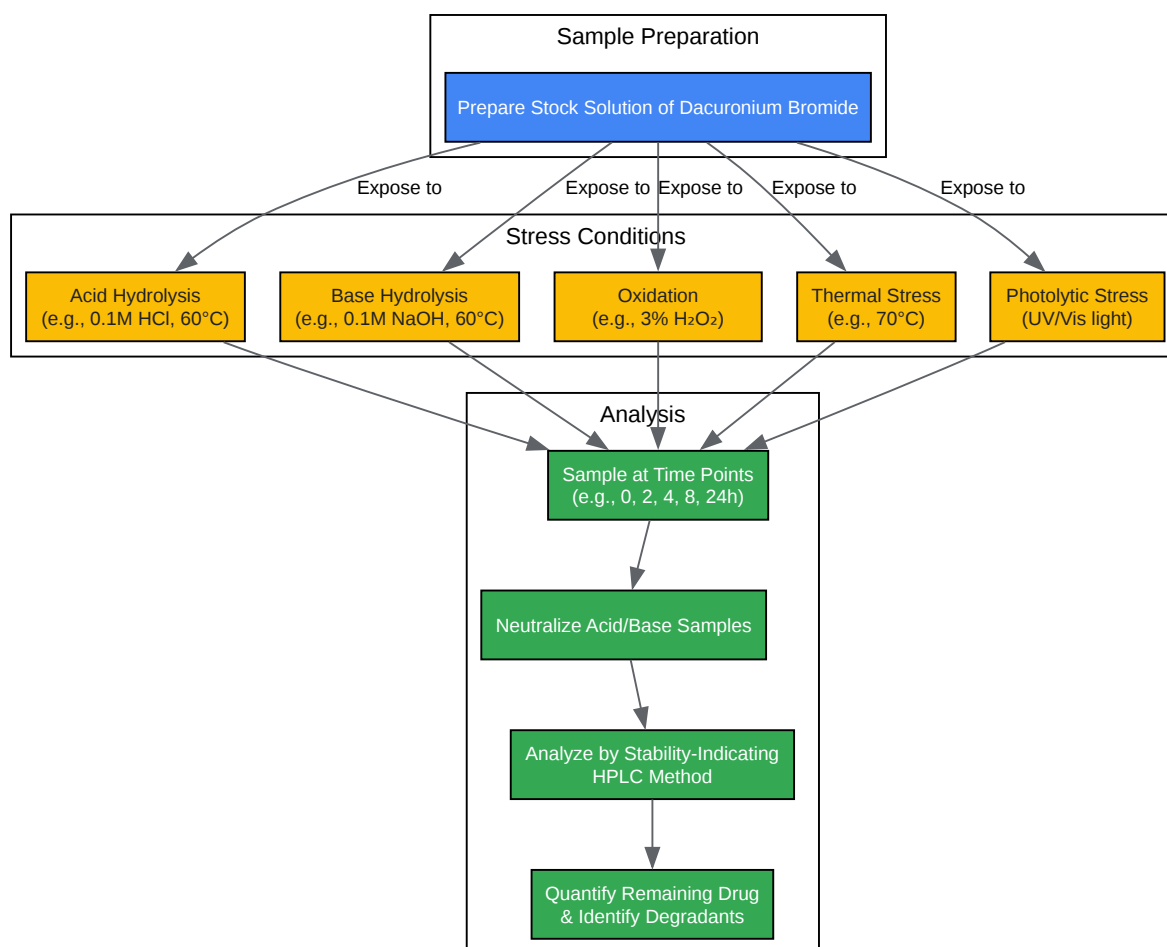 Sample Preparation
Prepare Stock Solution of Dacuronium Bromide
Expose to
Expose to
Expose to
Expose to
Expose to
Stress Conditions
Acid Hydrolysis
(e.g., 0.1M HCl, 60°C)
Base Hydrolysis
(e.g., 0.1M NaOH, 60°C)
Oxidation
(e.g., 3% H₂O₂)
Thermal Stress
(e.g., 70°C)
Photolytic Stress
(UV/Vis light)
Analysis
Sample at Time Points
(e.g., 0, 2, 4, 8, 24h)
Neutralize Acid/Base Samples
Analyze by Stability-Indicating
HPLC Method
Quantify Remaining Drug
& Identify Degradants